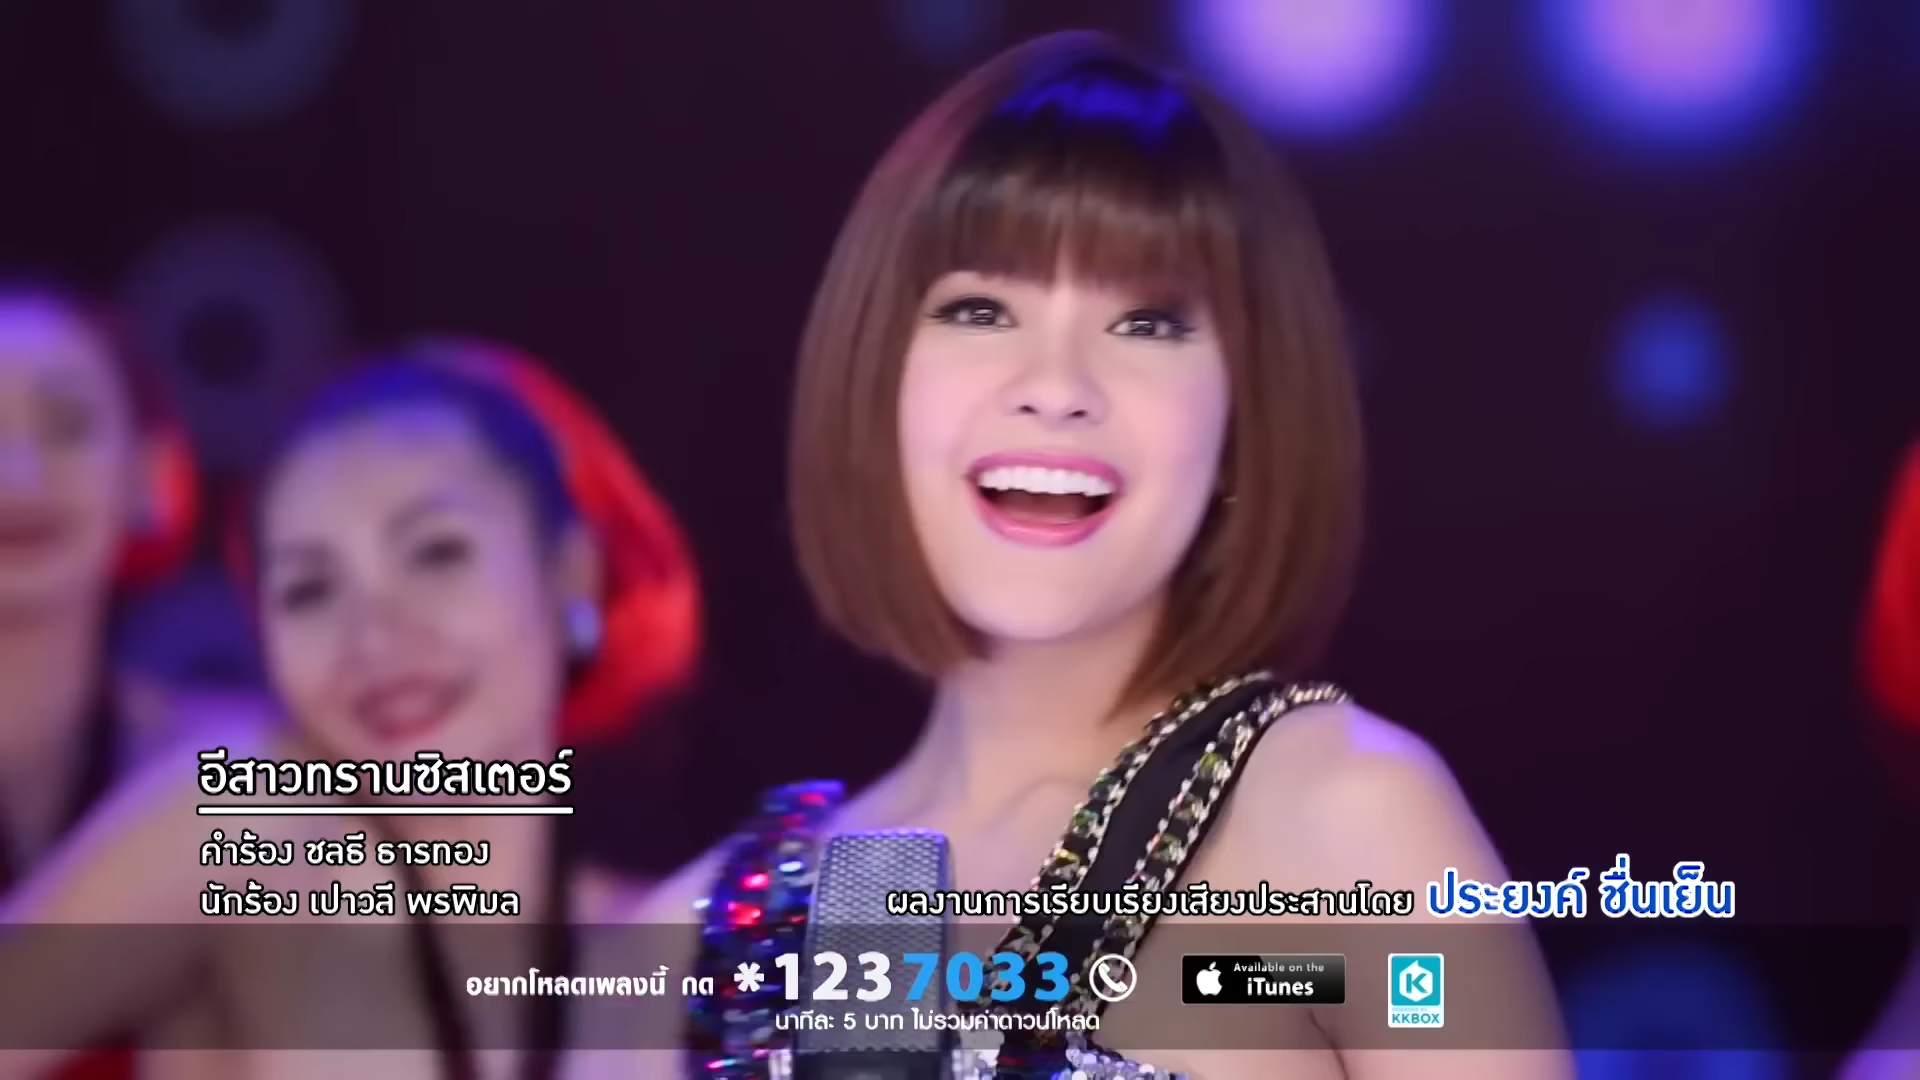 อีสาวทรานซิสเตอร์
คำร้อง ชลธี ธารทอง
นักร้อง เปาวลี พรพิมล
ผลงานการเรียบเรียงเสียงประสานโดย ประยงค์ ชื่นเย็น
อยากโหลดเพลงนี้ กด *1237033
นาทีละ 5 บาท ไม่รวมค่าดาวน์โหลด
Available on the
iTunes
KKBOX